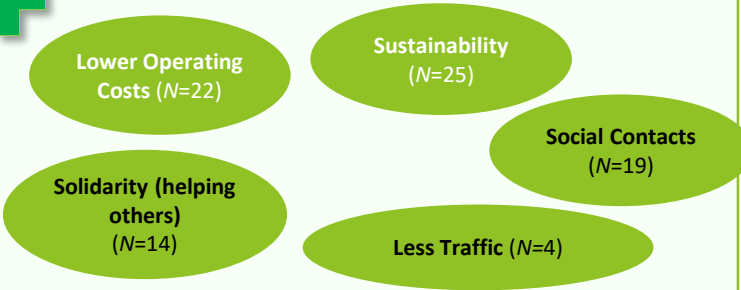 Lower Operating
Costs (N=22)
Sustainability
(N=25)
Social Contacts
(N=19)
Solidarity (helping
others)
(N=14)
Less Traffic (N=4)